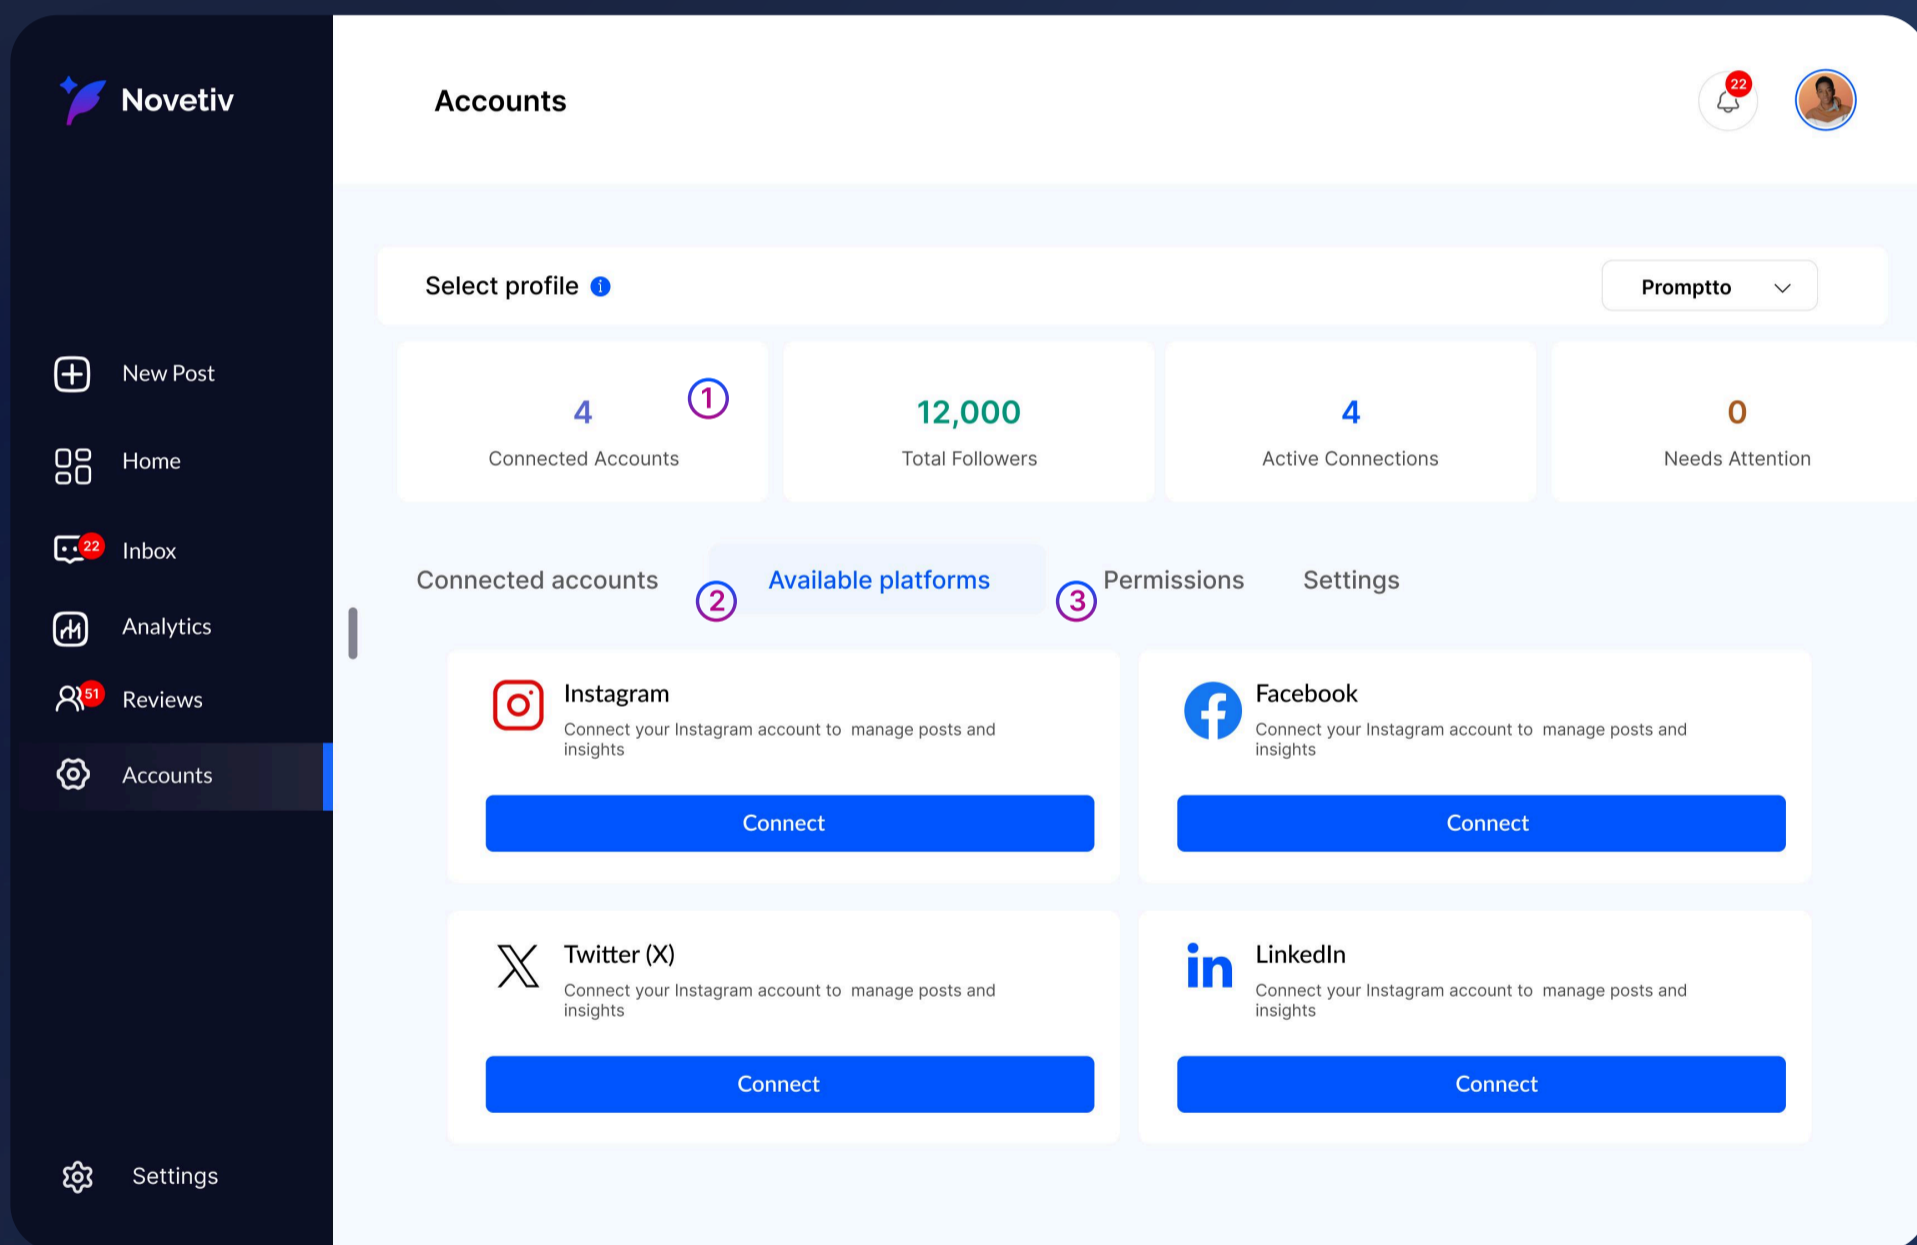 Novetiv
Accounts
22
Select profile
Promptto
New Post
Home
22
Inbox
Analytics
51
Reviews
Accounts
Settings
4
1
Connected Accounts
12,000
Total Followers
4
Active Connections
0
Needs Attention
Connected accounts
2
Available platforms
3
Permissions
Settings
Instagram
Connect your Instagram account to manage posts and
insights
Connect
Facebook
Connect your Instagram account to manage posts and
insights
Connect
Twitter (X)
Connect your Instagram account to manage posts and
insights
Connect
LinkedIn
Connect your Instagram account to manage posts and
insights
Connect